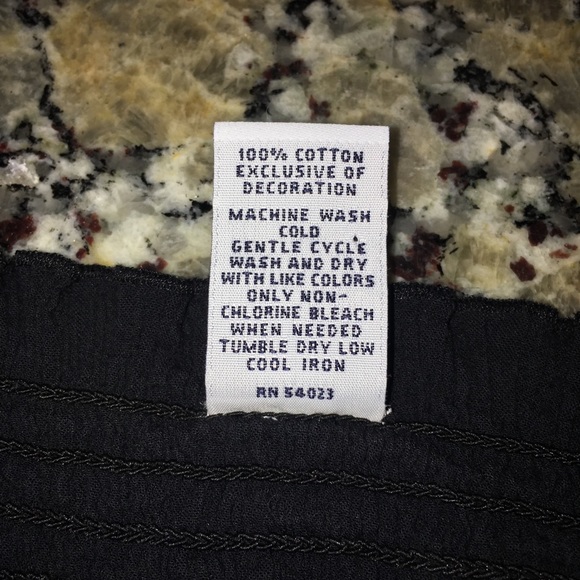 100% COTTON
EXCLUSIVE OF
DECORATION
MACHINE WASH
COLD
GENTLE CYCLE
WASH AND DRY
WITH LIKE COLORS
ONLY NON-
CHLORINE BLEACH
WHEN NEEDED
TUMBLE DRY LOW
COOL IRON
RN 54023